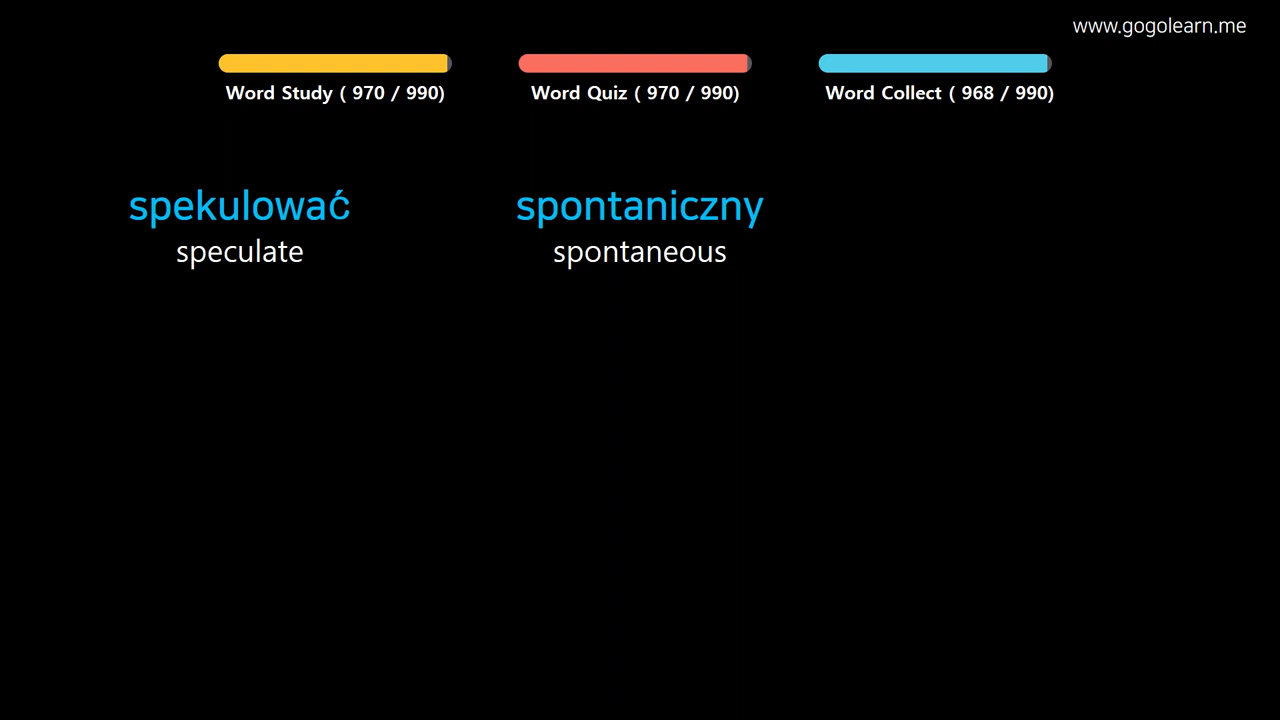 www.gogolearn.me
Word Study ( 970 / 990)
Word Quiz ( 970 / 990)
Word Collect ( 968 / 990)
spekulować
speculate
spontaniczny
spontaneous